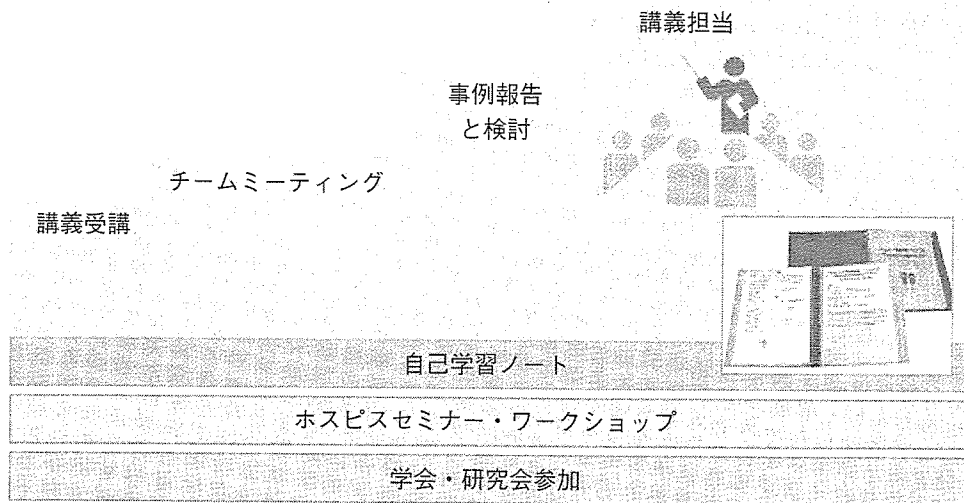 講義担当
事例報告
と検討
チームミーティング
講義受講
自己学習ノート
ホスピスセミナー・ワークショップ
学会・研究会参加